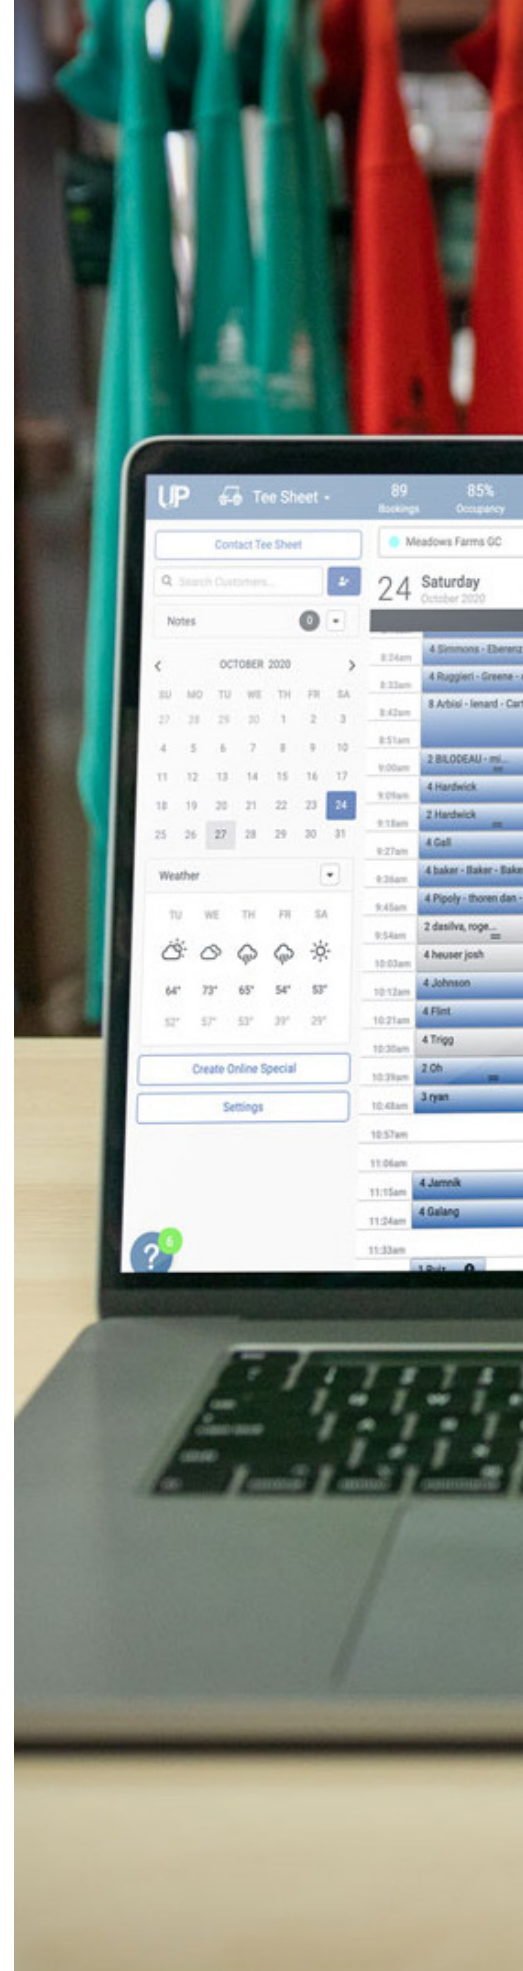 UP
Tee Sheet
89
Bookings
85%
Occupancy
Contact Tee Sheet
Search Customers...
Notes
0
OCTOBER 2020
SU MO TU WE TH FR SA
27 28 29 30 1 2 3
4 5 6 7 8 9 10
11 12 13 14 15 16 17
18 19 20 21 22 23 24
25 26 27 28 29 30 31
Weather
TU WE TH FR SA
64° 73° 65° 54° 53°
52° 57° 53° 39° 29°
Create Online Special
Settings
?
6
Meadows Farms GC
24
Saturday
October 2020
8:24am 4 Simmons - Eberenz
8:33am 4 Ruggieri - Greene -
8:42am 8 Arbisi - lenard - Cart
8:51am
9:00am 2 BILODEAU - mi...
9:09am 4 Hardwick
9:18am 2 Hardwick
9:27am 4 Gall
9:36am 4 baker - Baker - Bake
9:45am 4 Pipoly - thoren dan -
9:54am 2 dasilva, roge...
10:03am 4 heuser josh
10:12am 4 Johnson
10:21am 4 Flint
10:30am 4 Trigg
10:39am 2 Oh
10:48am 3 ryan
10:57am
11:06am
11:15am 4 Jamnik
11:24am 4 Galang
11:33am